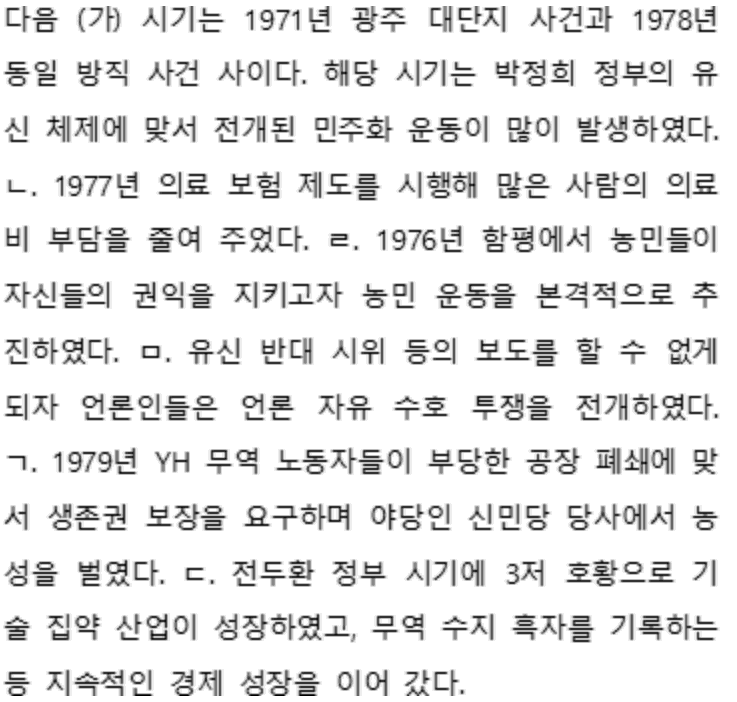 다음 (가) 시기는 1971년 광주 대단지 사건과 1978년
동일 방직 사건 사이다. 해당 시기는 박정희 정부의 유
신 체제에 맞서 전개된 민주화 운동이 많이 발생하였다.
ㄴ. 1977년 의료 보험 제도를 시행해 많은 사람의 의료
비 부담을 줄여 주었다. ㄹ. 1976년 함평에서 농민들이
자신들의 권익을 지키고자 농민 운동을 본격적으로 추
진하였다. ㅁ. 유신 반대 시위 등의 보도를 할 수 없게
되자 언론인들은 언론 자유 수호 투쟁을 전개하였다.
ㄱ. 1979년 YH 무역 노동자들이 부당한 공장 폐쇄에 맞
서 생존권 보장을 요구하며 야당인 신민당 당사에서 농
성을 벌였다. ㄷ. 전두환 정부 시기에 3저 호황으로 기
술 집약 산업이 성장하였고, 무역 수지 흑자를 기록하는
등 지속적인 경제 성장을 이어 갔다.